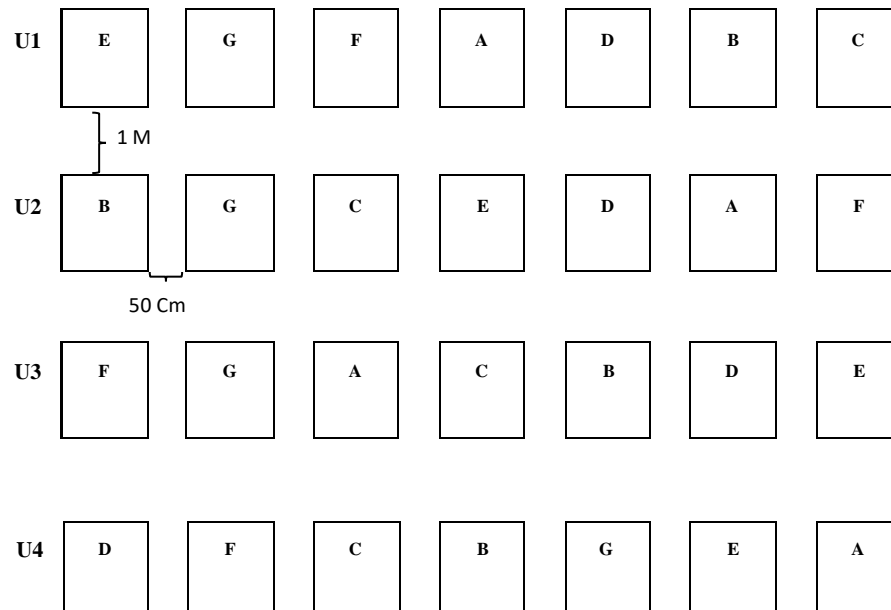 U1 E G F A D B C
1 M
U2 B G C E D A F
50 Cm
U3 F G A C B D E
U4 D F C B G E A